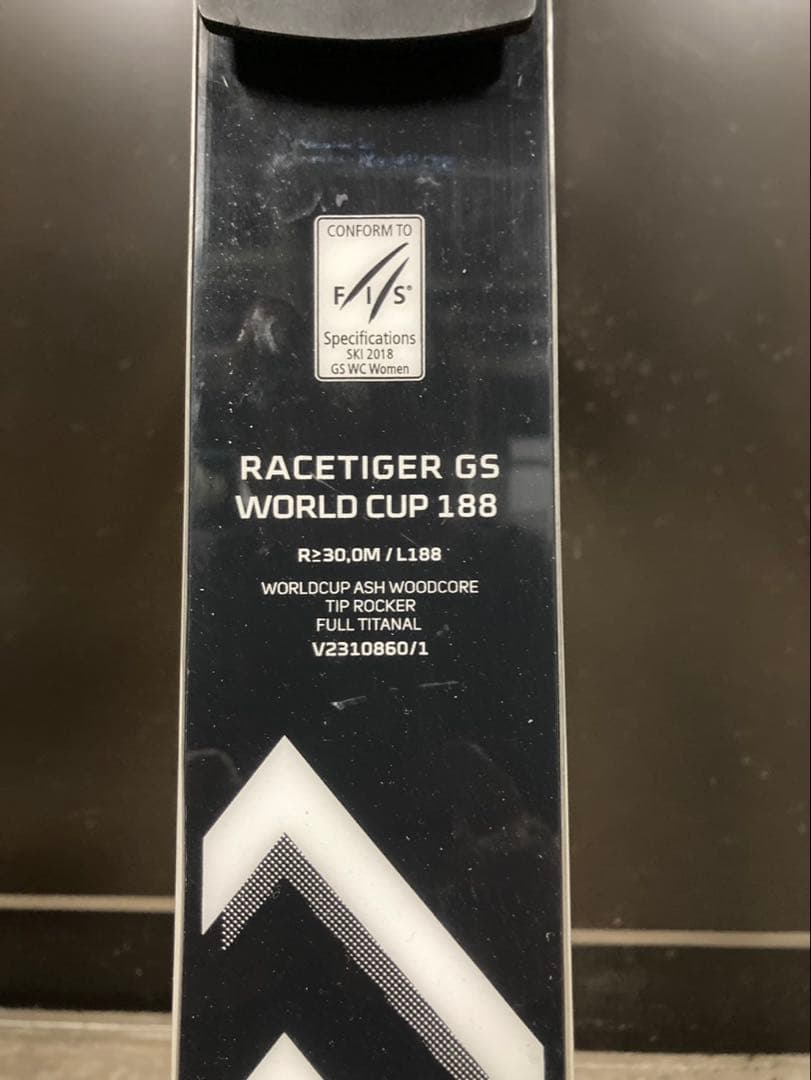 CONFORM TO
FIS®
Specifications
SKI 2018
GS WC Women
RACETIGER GS
WORLD CUP 188
R≥30,0M / L188
WORLDCUP ASH WOODCORE
TIP ROCKER
FULL TITANAL
V2310860/1